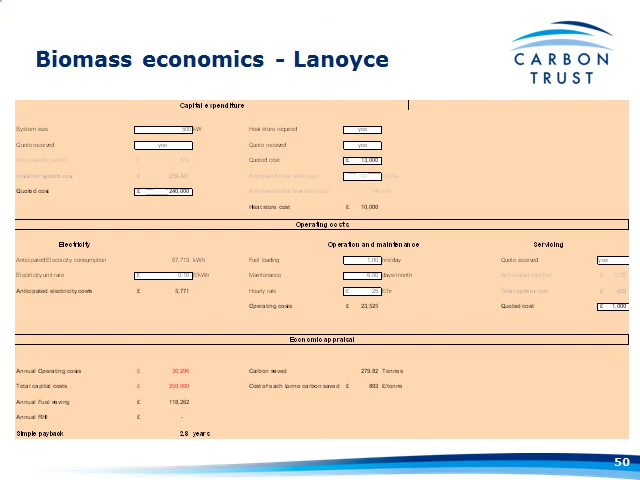 Biomass economics - Lanoyce
CARBON
TRUST
Capital expenditure
System size 500 kW Heat store required yes
Quote received yes Quote received yes
£ Quoted cost £ 13,000
£
Quoted cost £ 240,000
Heat store cost £ 10,000
Operating costs
Electricity Operation and maintenance Servicing
Anticipated Electricity consumption 57,713 kWh Fuel loading 1.00 hrs/day Quote received yes
Electricity unit rate £ 0.10 £/kWh Maintenance 6.00 days/month
Anticipated electricity costs £ 5,771 Hourly rate £ 25 £/hr Total system cost £ 400
Operating costs £ 23,525 Quoted cost £ 1,000
Economic appraisal
Annual Operating costs £ 30,296 Carbon saved 279.82 Tonnes
Total capital costs £ 250,000 Cost of each tonne carbon saved £ 893 £/tonne
Annual Fuel saving £ 118,262
Annual RHI £ -
Simple payback 2.8 years
50